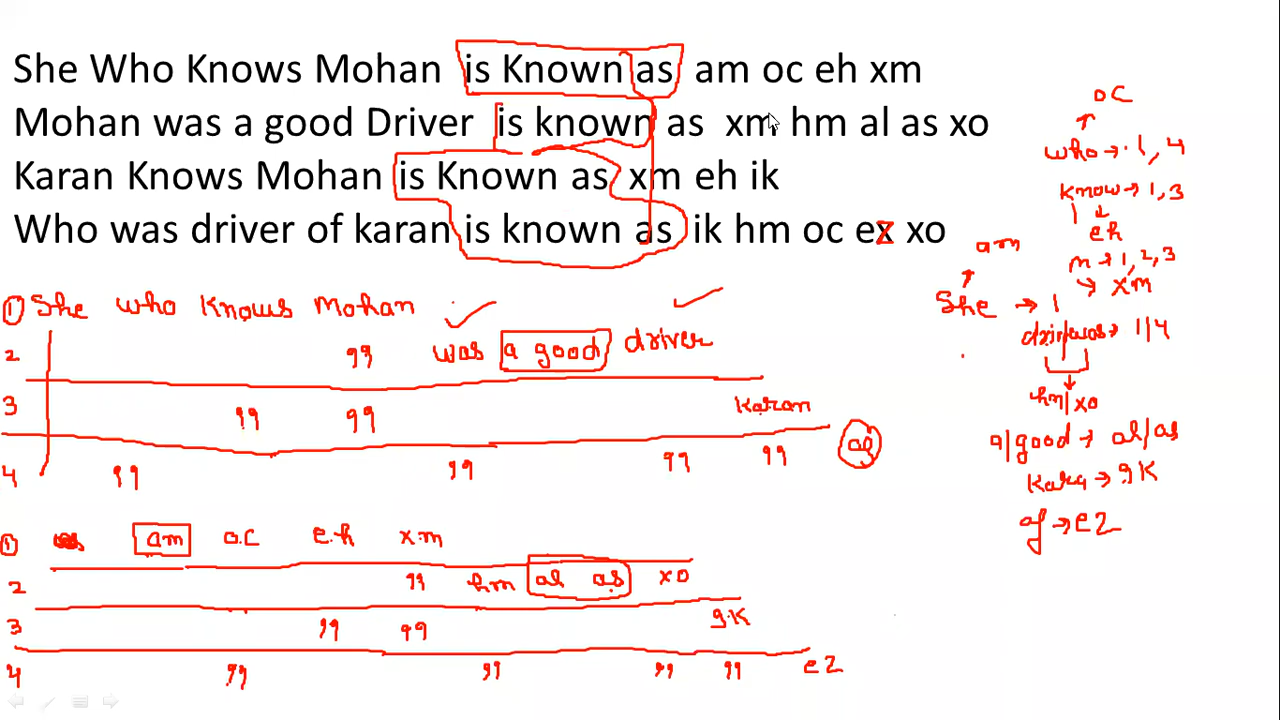 She Who Knows Mohan is Known as am oc eh xm
Mohan was a good Driver is known as xm hm al as xo
Karan Knows Mohan is Known as xm eh ik
Who was driver of karan is known as ik hm oc ez xo
oc
who → 1, 4
know → 1, 3
eh
m → 1, 2, 3
→ xm
am
She → 1
was → 1/4
hm/xo
a/good → al/as
→ ik
of → ez
① She who knows Mohan
2 " was a good driver
3 " " Karan
4 " " " " of
① am oc eh xm
2 " hm al as xo
3 " " ik
4 " " " " ez